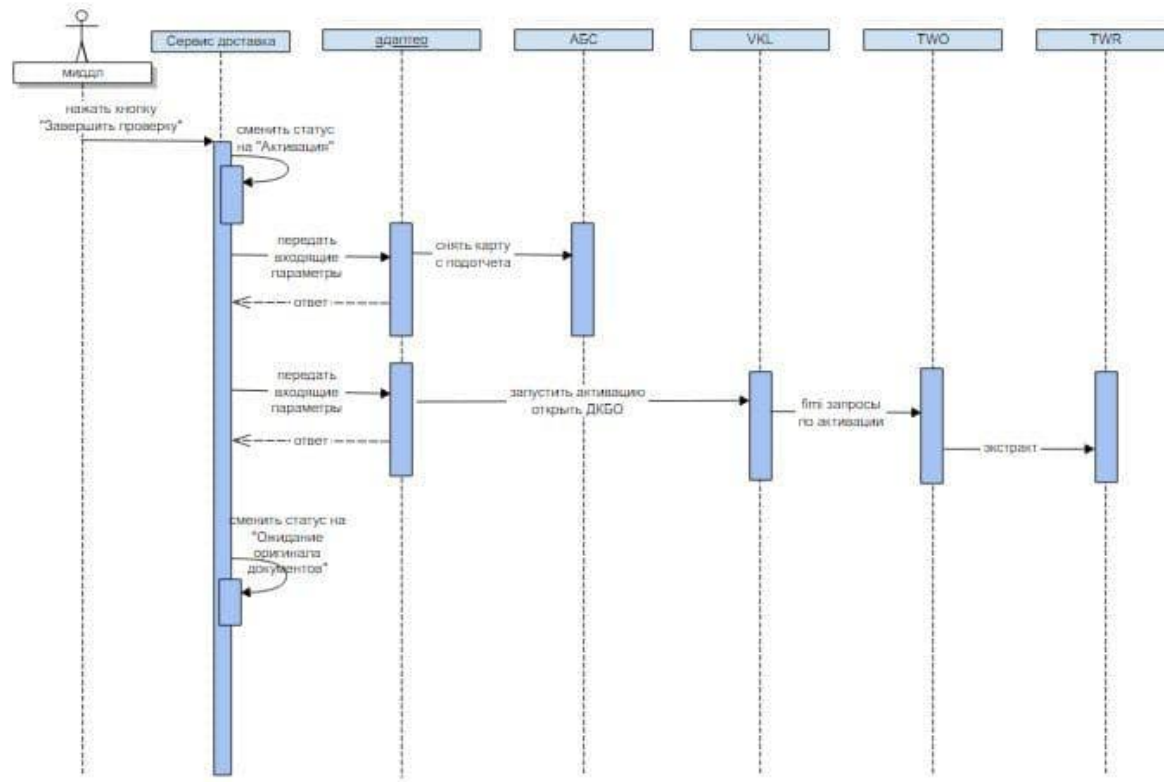 Сервис доставка
адаптер
АБС
VKL
TWO
TWR
миддл
нажать кнопку
"Завершить проверку"
сменить статус
на "Активация"
передать
входящие
параметры
снять карту
с подотчета
ответ
передать
входящие
параметры
запустить активацию
открыть ДКБО
fimi запросы
по активации
ответ
экстракт
сменить статус на
"Ожидание
оригинала
документов"